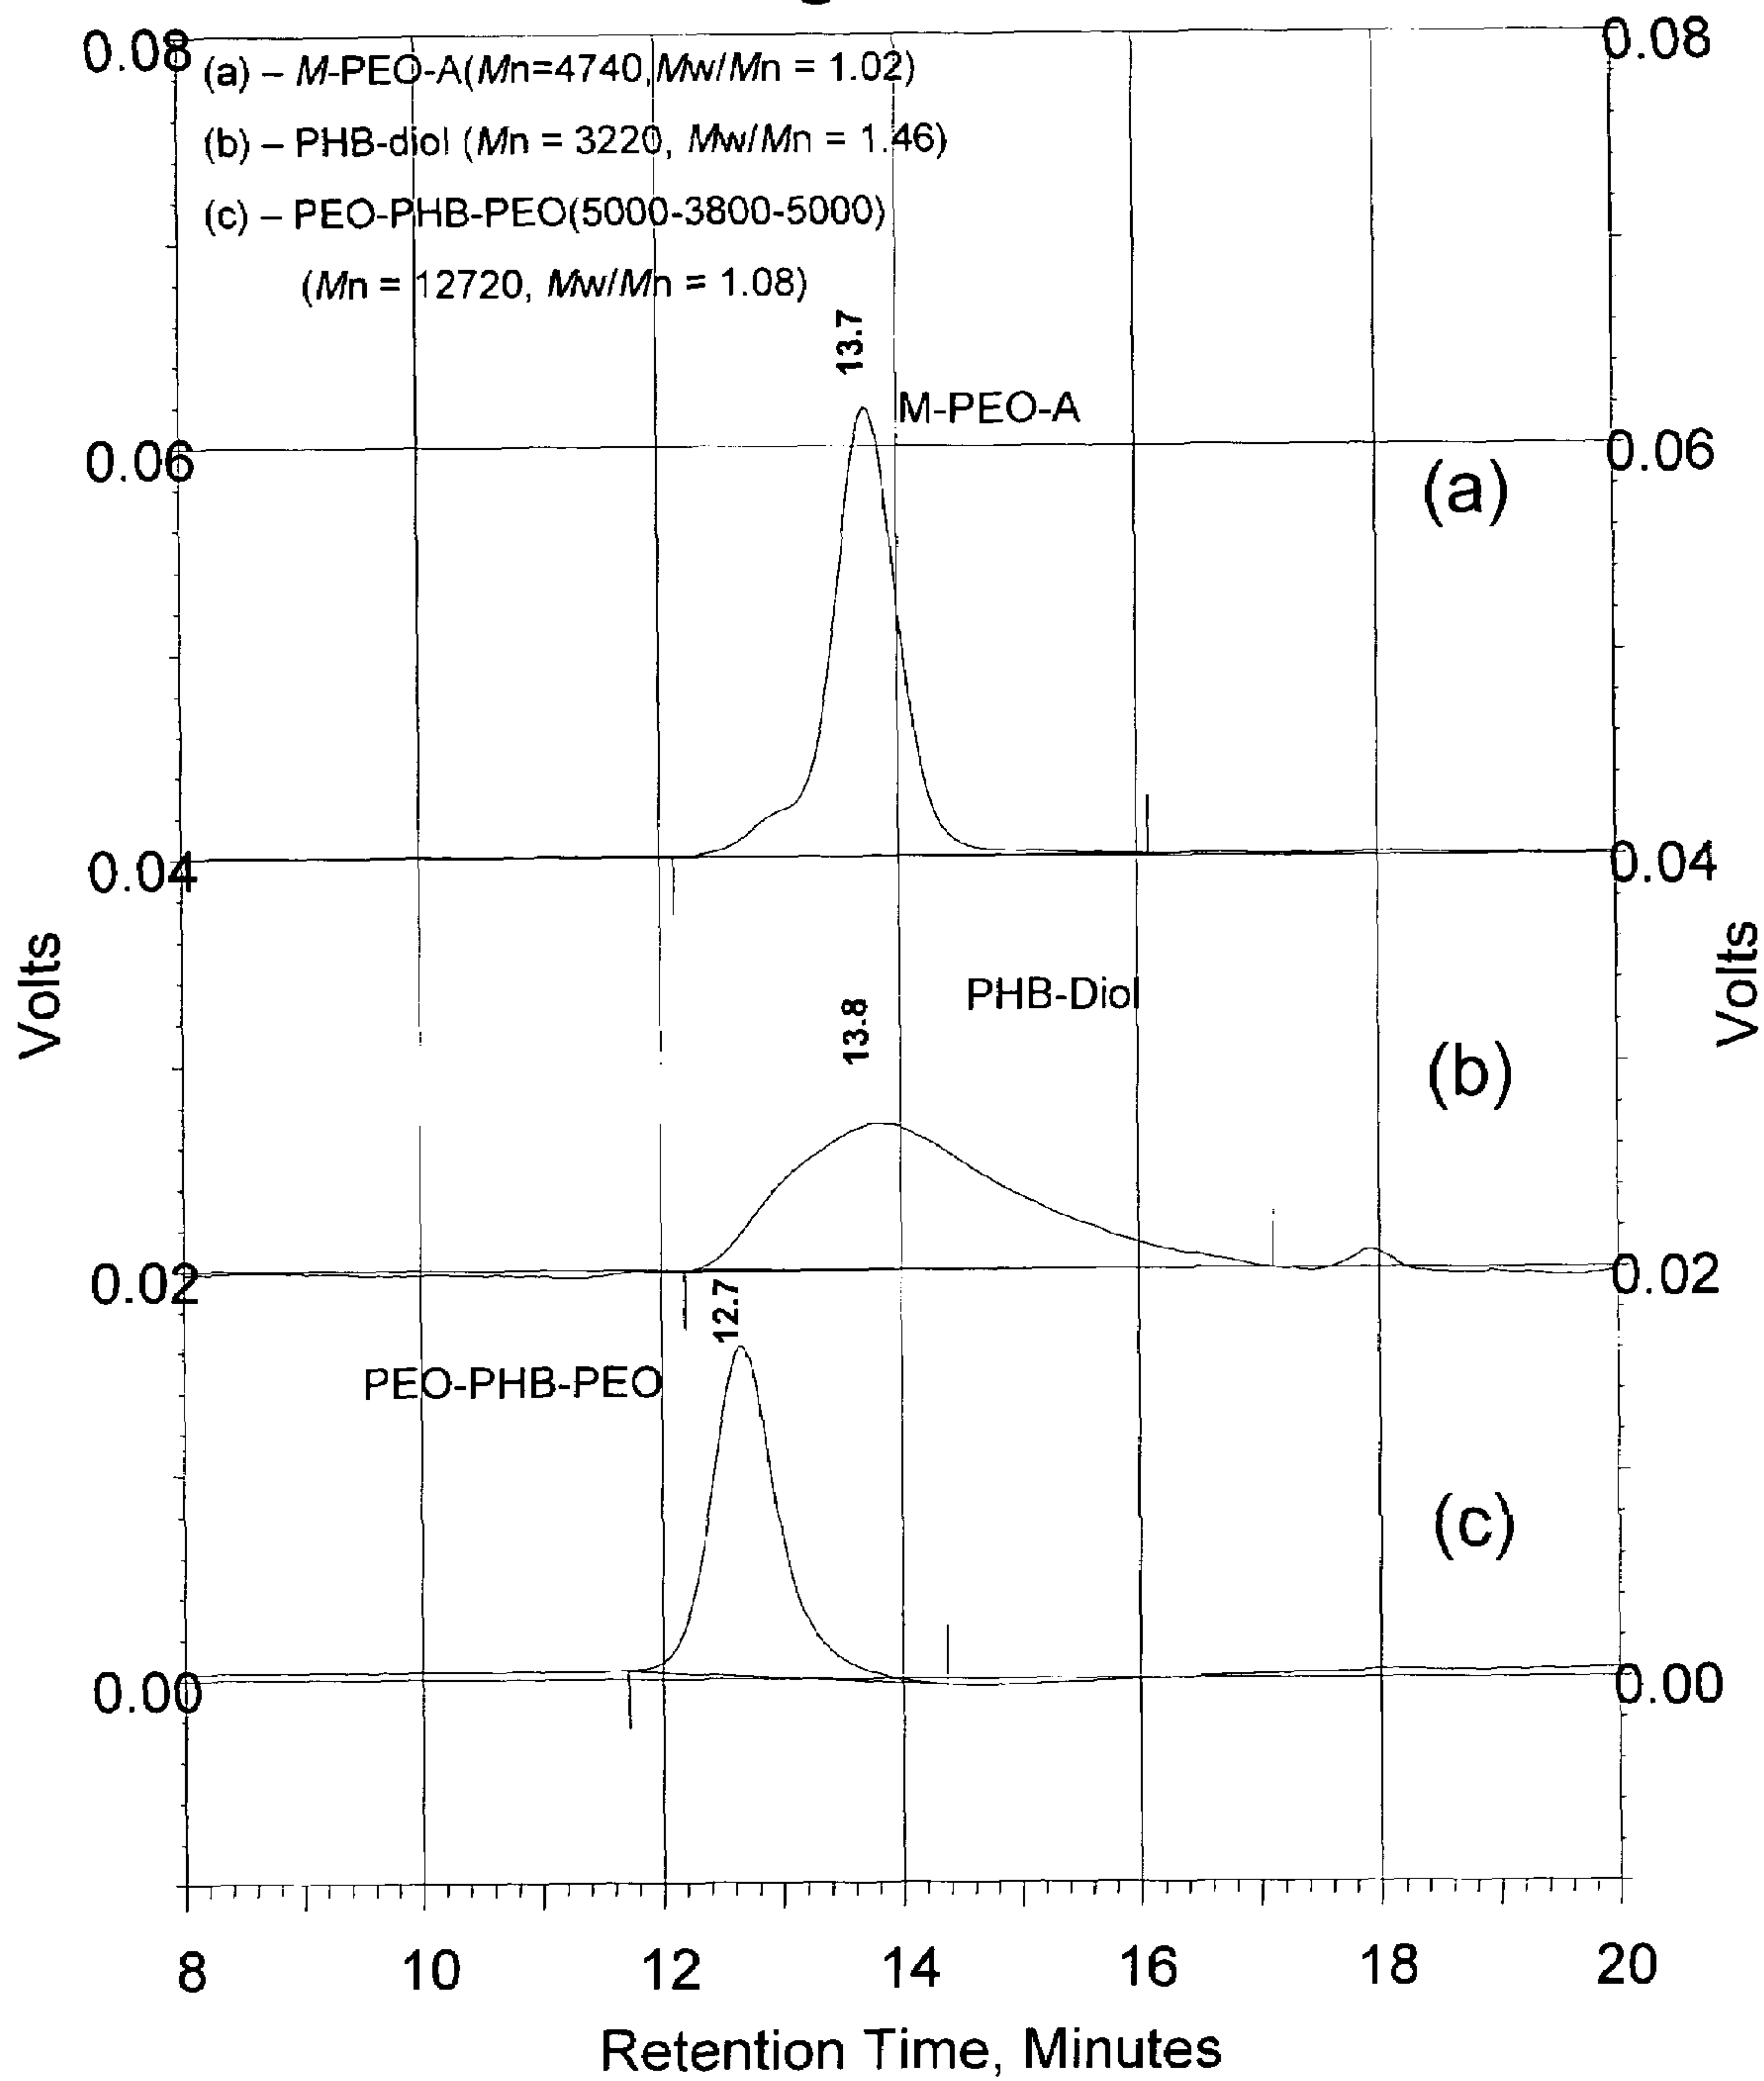 0.08 0.08
(a) – M-PEO-A(Mn=4740,Mw/Mn = 1.02)
(b) – PHB-diol (Mn = 3220, Mw/Mn = 1.46)
(c) – PEO-PHB-PEO(5000-3800-5000)
(Mn = 12720, Mw/Mn = 1.08)
13.7
M-PEO-A
0.06 0.06
(a)
0.04 0.04
Volts Volts
PHB-Diol
13.8
(b)
0.02 0.02
12.7
PEO-PHB-PEO
(c)
0.00 0.00
8 10 12 14 16 18 20
Retention Time, Minutes